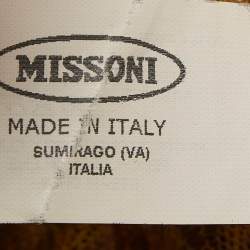 MISSONI
MADE IN ITALY
SUMIRAGO (VA)
ITALIA